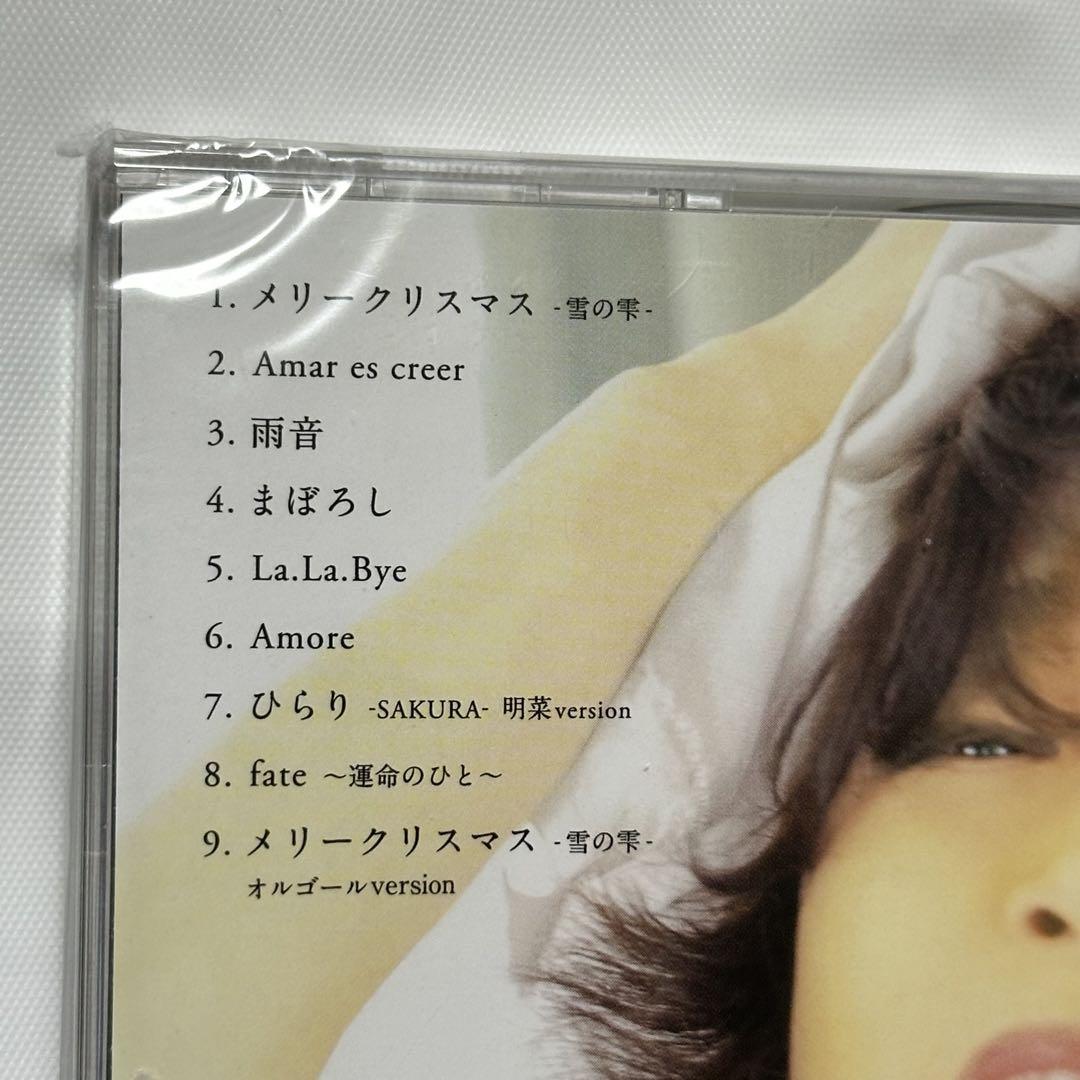 1. メリークリスマス -雪の雫-
2. Amar es creer
3. 雨音
4. まぼろし
5. La.La.Bye
6. Amore
7. ひらり -SAKURA- 明菜version
8. fate ～運命のひと～
9. メリークリスマス -雪の雫-
オルゴールversion